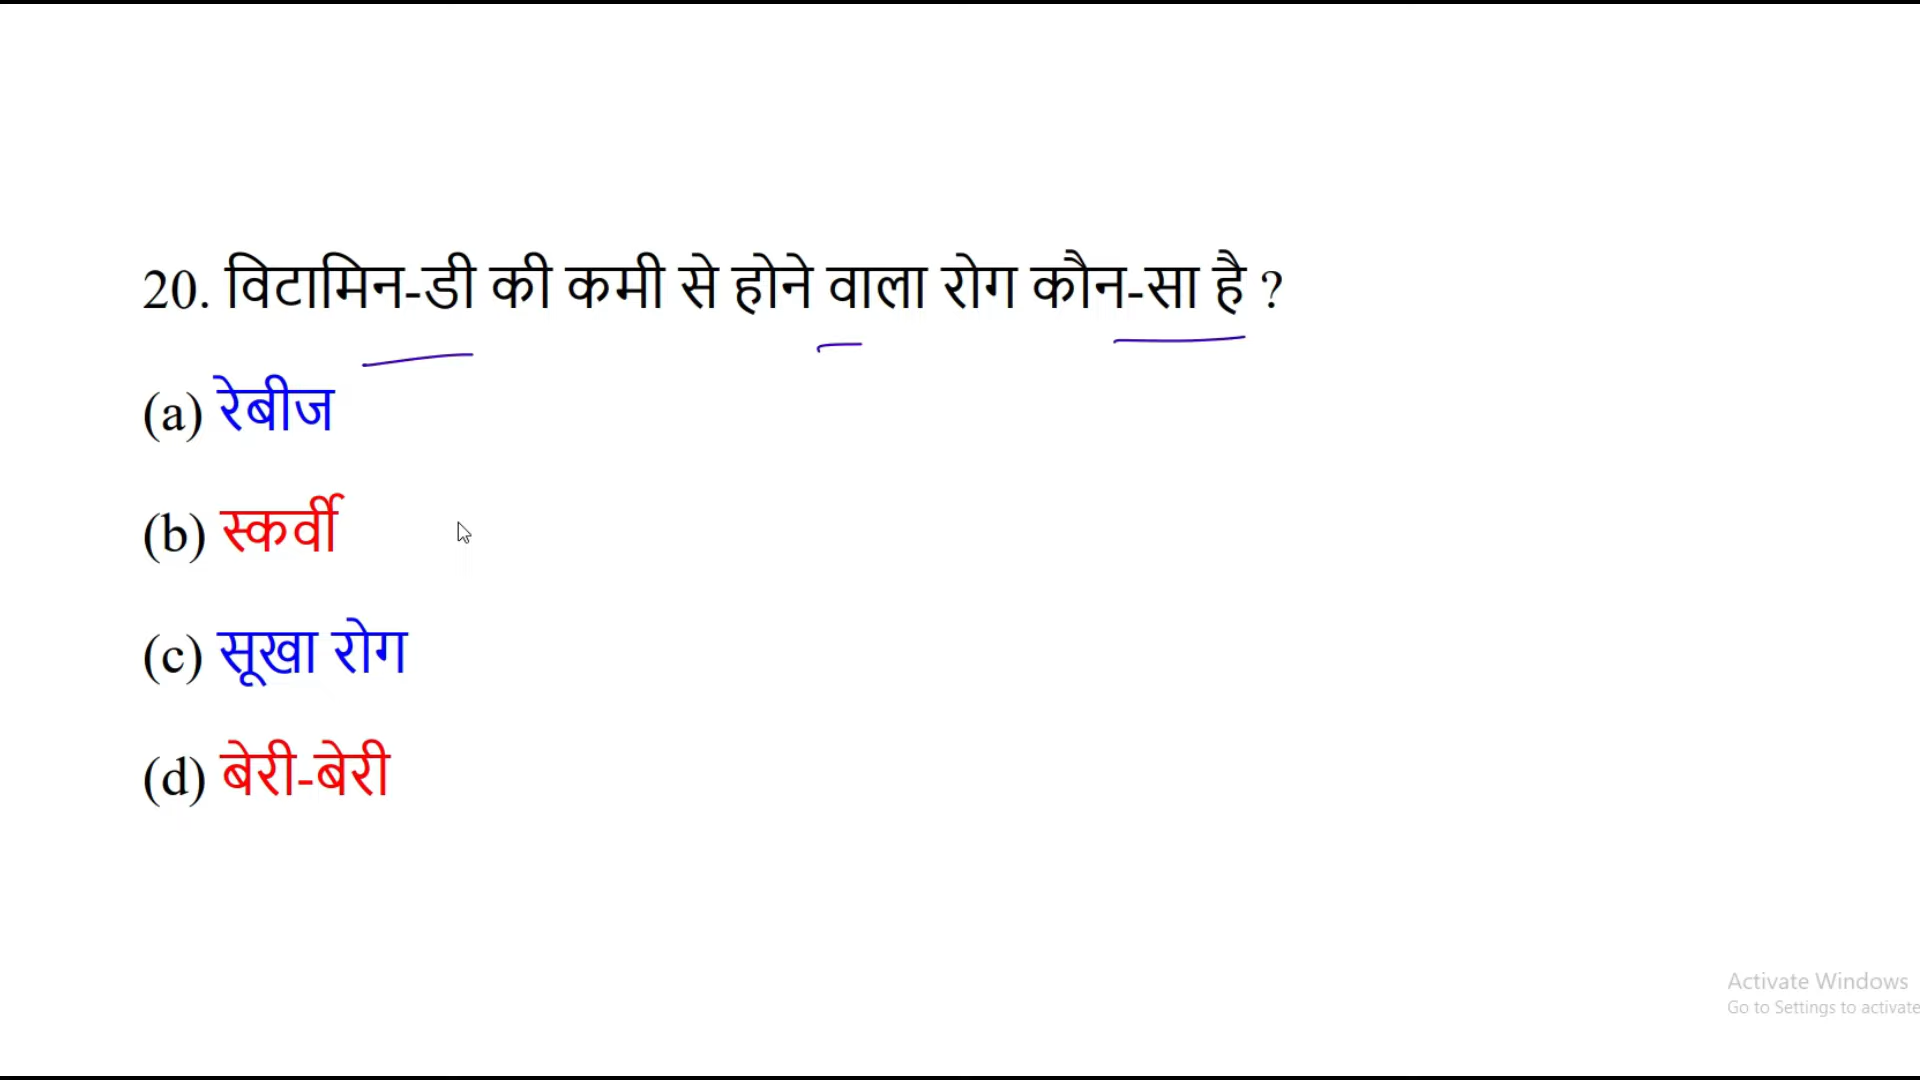 20. विटामिन-डी की कमी से होने वाला रोग कौन-सा है ?
(a) रेबीज
(b) स्कर्वी
(c) सूखा रोग
(d) बेरी-बेरी
Activate Windows
Go to Settings to activate